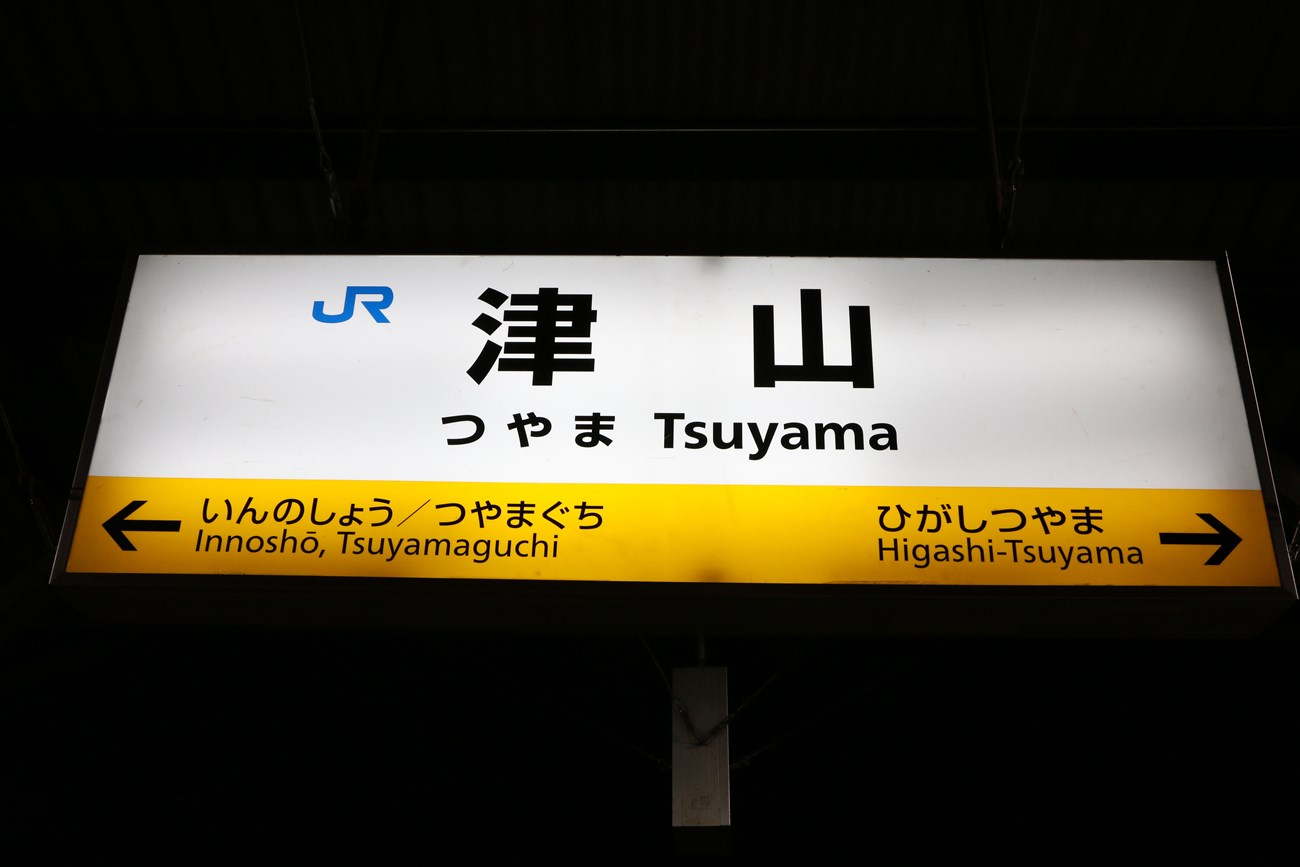 JR 津山
つやま Tsuyama
← いんのしょう／つやまぐち
Innoshō, Tsuyamaguchi
ひがしつやま →
Higashi-Tsuyama